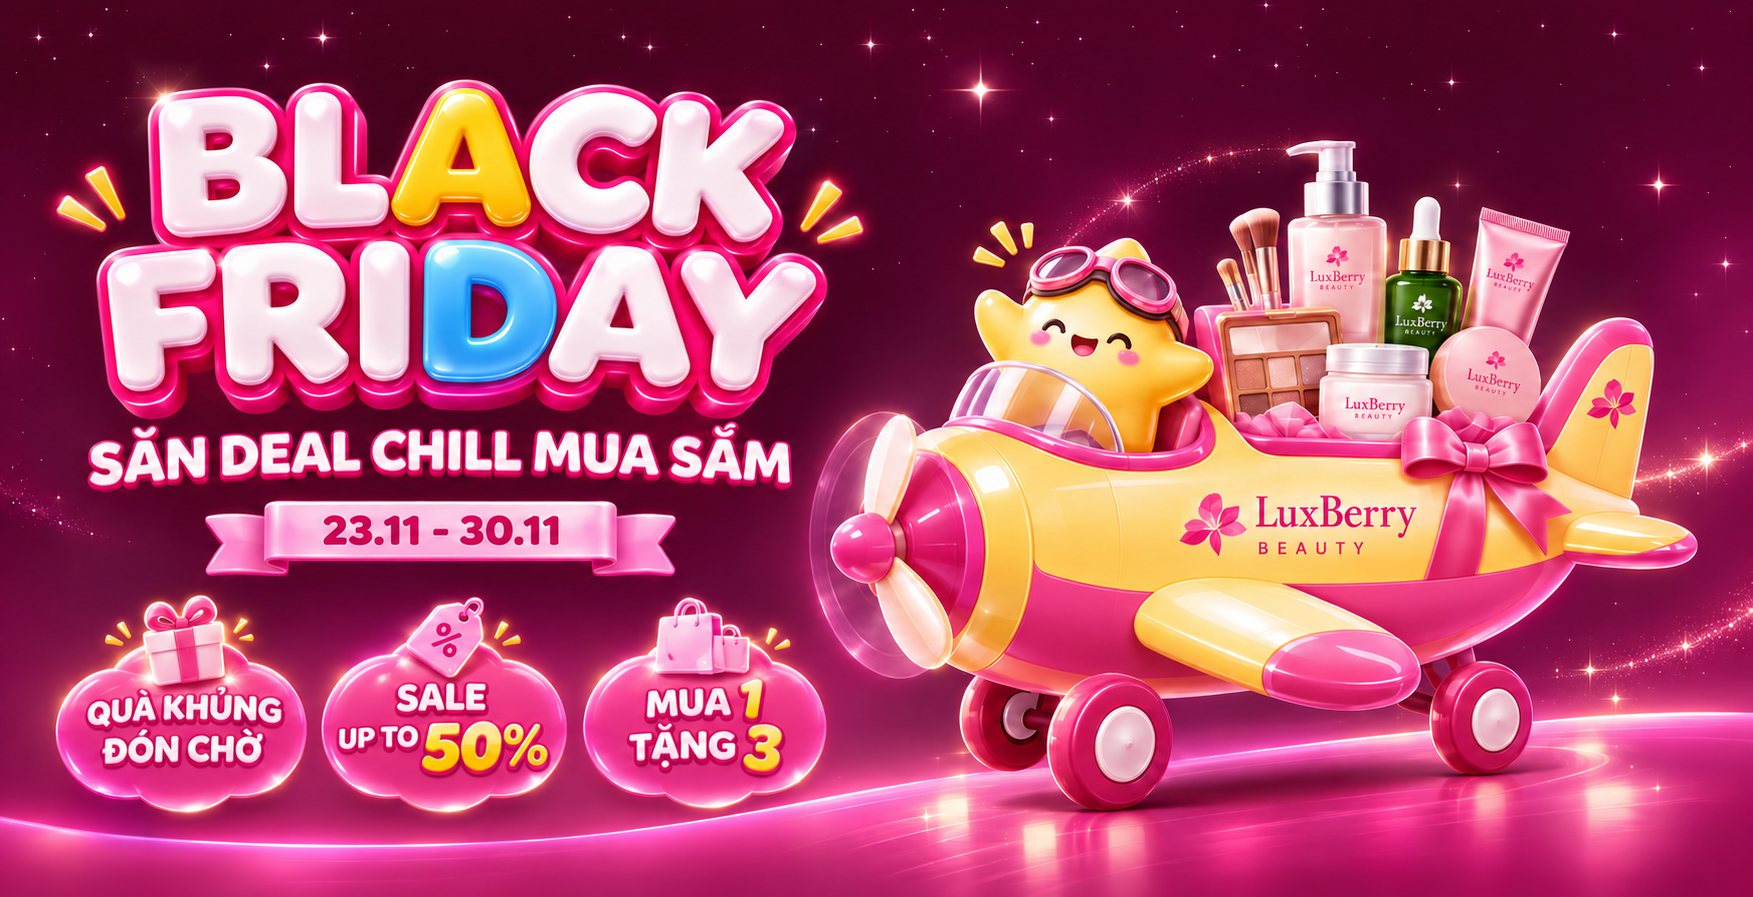 BLACK
FRIDAY
SĂN DEAL CHILL MUA SẮM
23.11 - 30.11
QUÀ KHỦNG
ĐÓN CHỜ
%
SALE
UP TO 50%
MUA 1
TẶNG 3
LuxBerry
BEAUTY
LuxBerry
BEAUTY
LuxBerry
BEAUTY
LuxBerry
BEAUTY
LuxBerry
BEAUTY
LuxBerry
BEAUTY